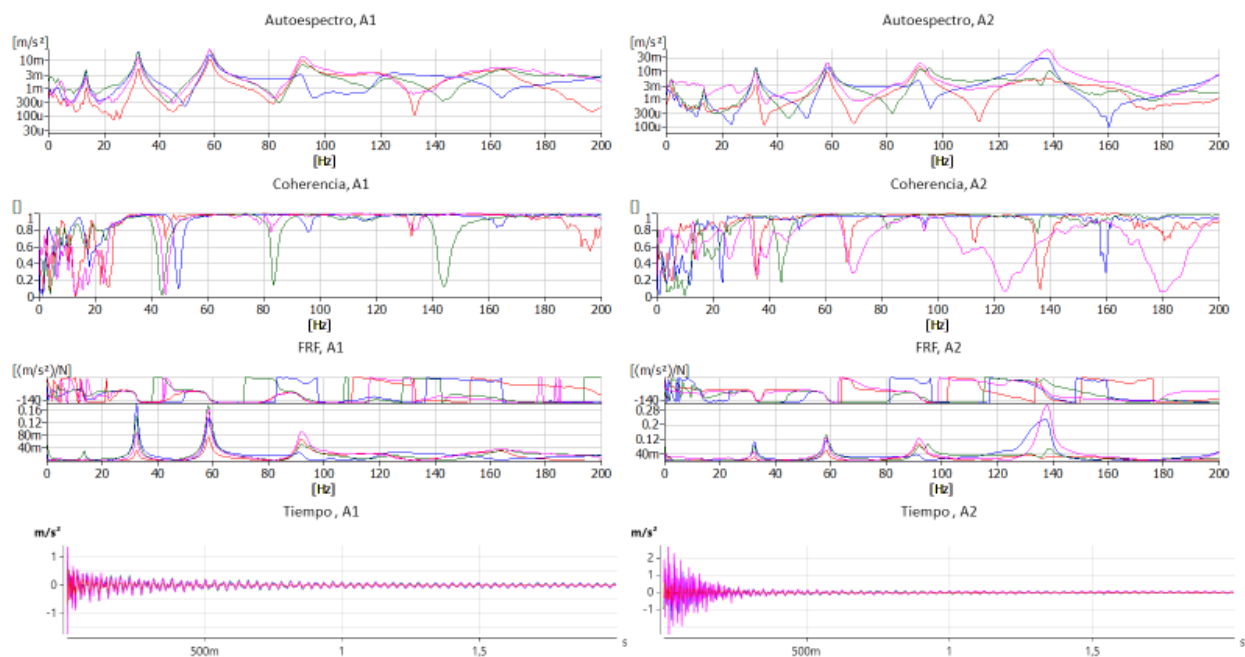 Autoespectro, A1
[m/s²]
10m
3m
1m
300u
100u
30u
0 20 40 60 80 100 120 140 160 180 200
[Hz]
Coherencia, A1
[]
1
0.8
0.6
0.4
0.2
0
0 20 40 60 80 100 120 140 160 180 200
[Hz]
FRF, A1
[(m/s²)/N]
-140
0.16
0.12
80m
40m
0 20 40 60 80 100 120 140 160 180 200
[Hz]
Tiempo , A1
m/s²
1
0
-1
500m 1 1,5 s
Autoespectro, A2
[m/s²]
30m
10m
3m
1m
300u
100u
0 20 40 60 80 100 120 140 160 180 200
[Hz]
Coherencia, A2
[]
1
0.8
0.6
0.4
0.2
0
0 20 40 60 80 100 120 140 160 180 200
[Hz]
FRF, A2
[(m/s²)/N]
-140
0.28
0.2
0.12
40m
0 20 40 60 80 100 120 140 160 180 200
[Hz]
Tiempo , A2
m/s²
2
1
0
-1
500m 1 1,5 s